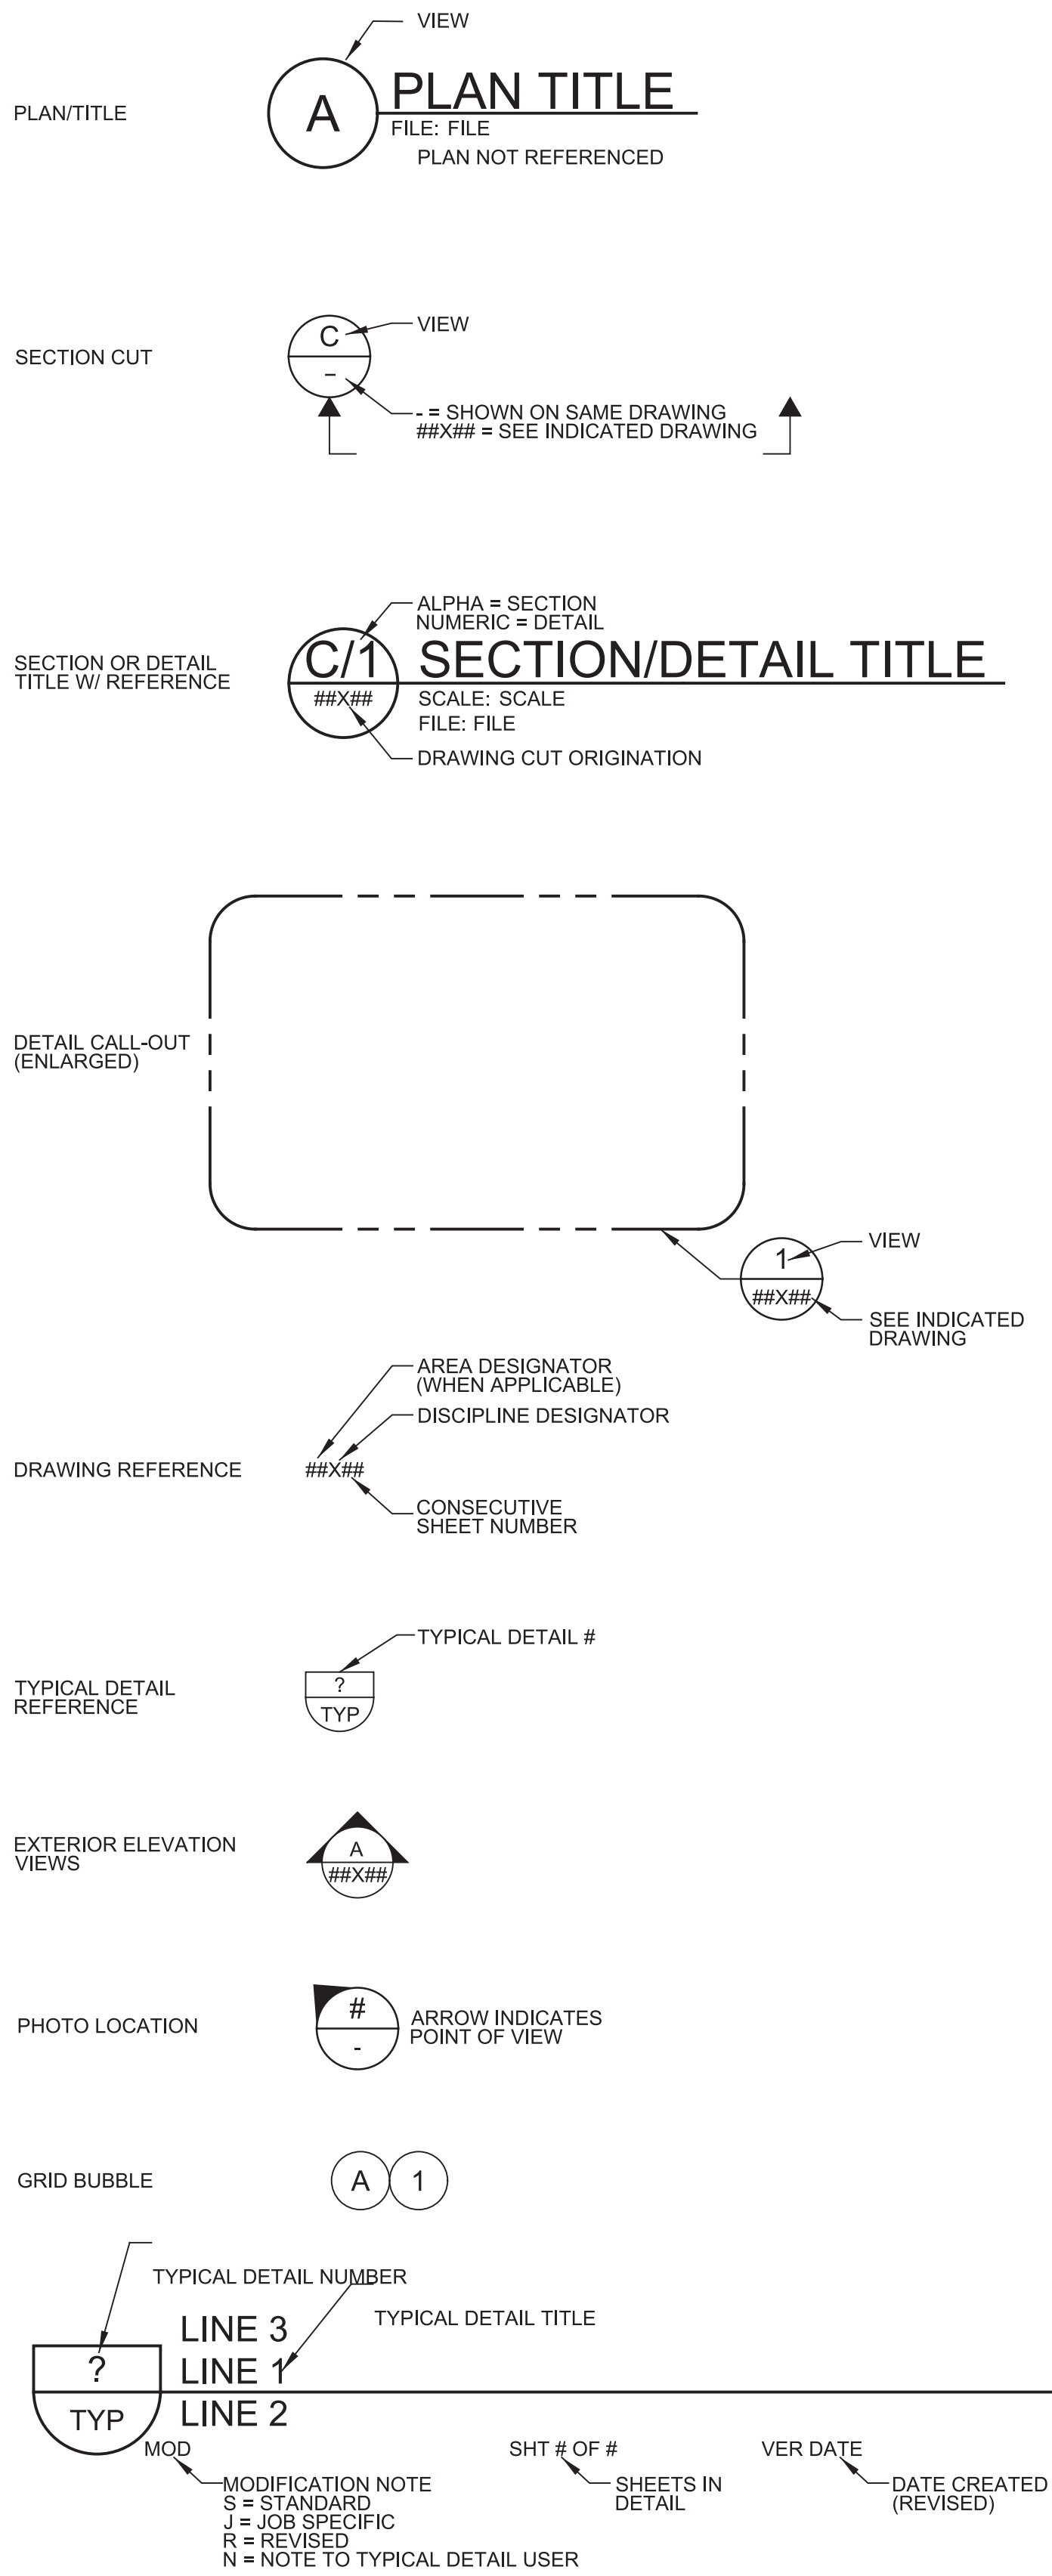 VIEW
PLAN/TITLE
A
PLAN TITLE
FILE: FILE
PLAN NOT REFERENCED
SECTION CUT
C
VIEW
-
- = SHOWN ON SAME DRAWING
##X## = SEE INDICATED DRAWING
ALPHA = SECTION
NUMERIC = DETAIL
SECTION OR DETAIL
TITLE W/ REFERENCE
C/1
SECTION/DETAIL TITLE
##X##
SCALE: SCALE
FILE: FILE
DRAWING CUT ORIGINATION
DETAIL CALL-OUT
(ENLARGED)
1
VIEW
##X##
SEE INDICATED
DRAWING
AREA DESIGNATOR
(WHEN APPLICABLE)
DISCIPLINE DESIGNATOR
DRAWING REFERENCE
##X##
CONSECUTIVE
SHEET NUMBER
TYPICAL DETAIL #
TYPICAL DETAIL
REFERENCE
?
TYP
EXTERIOR ELEVATION
VIEWS
A
##X##
PHOTO LOCATION
#
-
ARROW INDICATES
POINT OF VIEW
GRID BUBBLE
A 1
TYPICAL DETAIL NUMBER
TYPICAL DETAIL TITLE
LINE 3
?
LINE 1
TYP
LINE 2
MOD
SHT # OF #
VER DATE
MODIFICATION NOTE
S = STANDARD
J = JOB SPECIFIC
R = REVISED
N = NOTE TO TYPICAL DETAIL USER
SHEETS IN
DETAIL
DATE CREATED
(REVISED)